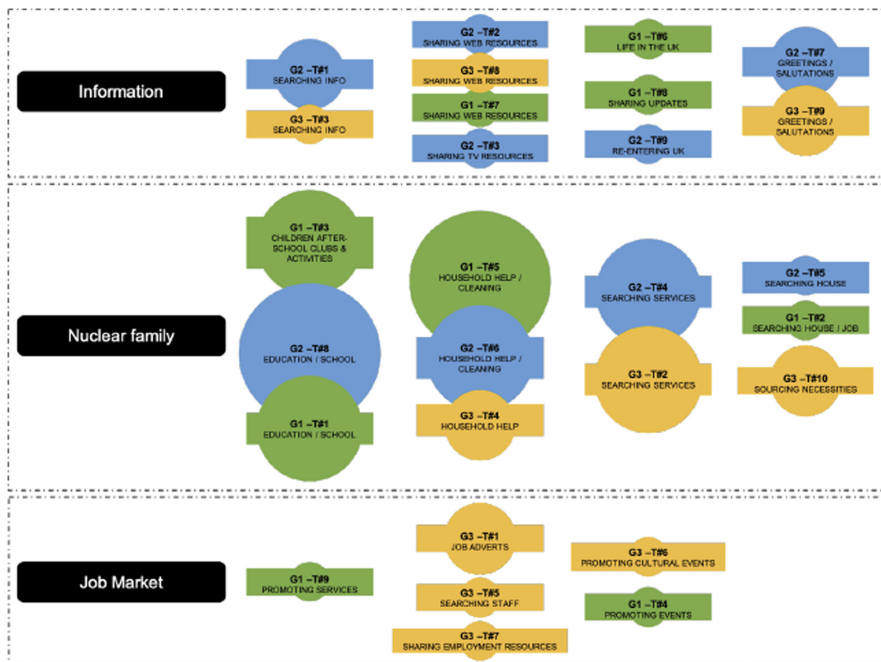 Information
G2 –T#1
SEARCHING INFO
G3 –T#3
SEARCHING INFO
G2 –T#2
SHARING WEB RESOURCES
G3 –T#8
SHARING WEB RESOURCES
G1 –T#7
SHARING WEB RESOURCES
G2 –T#3
SHARING TV RESOURCES
G1 –T#6
LIFE IN THE UK
G1 –T#8
SHARING UPDATES
G2 –T#9
RE-ENTERING UK
G2 –T#7
GREETINGS /
SALUTATIONS
G3 –T#9
GREETINGS /
SALUTATIONS
Nuclear family
G1 –T#3
CHILDREN AFTER-
SCHOOL CLUBS &
ACTIVITIES
G2 –T#8
EDUCATION / SCHOOL
G1 –T#1
EDUCATION / SCHOOL
G1 –T#5
HOUSEHOLD HELP /
CLEANING
G2 –T#6
HOUSEHOLD HELP /
CLEANING
G3 –T#4
HOUSEHOLD HELP
G2 –T#4
SEARCHING SERVICES
G3 –T#2
SEARCHING SERVICES
G2 –T#5
SEARCHING HOUSE
G1 –T#2
SEARCHING HOUSE / JOB
G3 –T#10
SOURCING NECESSITIES
Job Market
G1 –T#9
PROMOTING SERVICES
G3 –T#1
JOB ADVERTS
G3 –T#5
SEARCHING STAFF
G3 –T#7
SHARING EMPLOYMENT RESOURCES
G3 –T#6
PROMOTING CULTURAL EVENTS
G1 –T#4
PROMOTING EVENTS